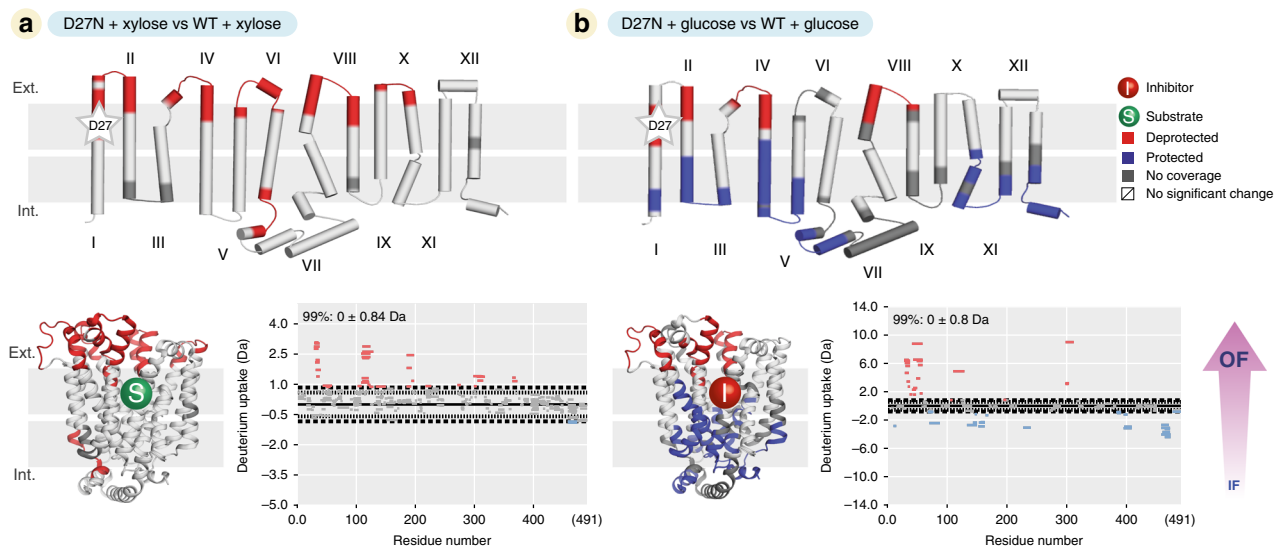 a
D27N + xylose vs WT + xylose
II
IV
VI
VIII
X
XII
Ext.
D27
Int.
I
III
V
VII
IX
XI
b
D27N + glucose vs WT + glucose
II
IV
VI
VIII
X
XII
D27
I
III
V
VII
IX
XI
I Inhibitor
S Substrate
Deprotected
Protected
No coverage
No significant change
Ext.
S
Int.
99%: 0 ± 0.84 Da
Deuterium uptake (Da)
4.0
2.5
1.0
−0.5
−2.0
−3.5
−5.0
0.0 100 200 300 400 (491)
Residue number
I
99%: 0 ± 0.8 Da
Deuterium uptake (Da)
14.0
10.0
6.0
2.0
−2.0
−6.0
−10.0
−14.0
0.0 100 200 300 400 (491)
Residue number
OF
IF